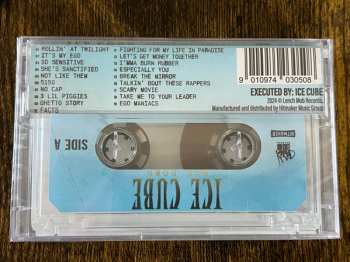 ROLLIN' AT TWILIGHT
IT'S MY EGO
SO SENSITIVE
SHE'S SANCTIFIED
NOT LIKE THEM
5150
NO CAP
3 LIL PIGGIES
GHETTO STORY
FACTS
FIGHTING FOR MY LIFE IN PARADISE
LET'S GET MONEY TOGETHER
I'MMA BURN RUBBER
ESPECIALLY YOU
BREAK THE MIRROR
TALKIN' BOUT THESE RAPPERS
SCARY MOVIE
TAKE ME TO YOUR LEADER
EGO MANIACS
9 010974 030508
EXECUTED BY: ICE CUBE
2024 © Lench Mob Records.
Manufactured and distributed by Hitmaker Music Group
SIDE A
HITMAKER
ICE CUBE
MAN DOWN